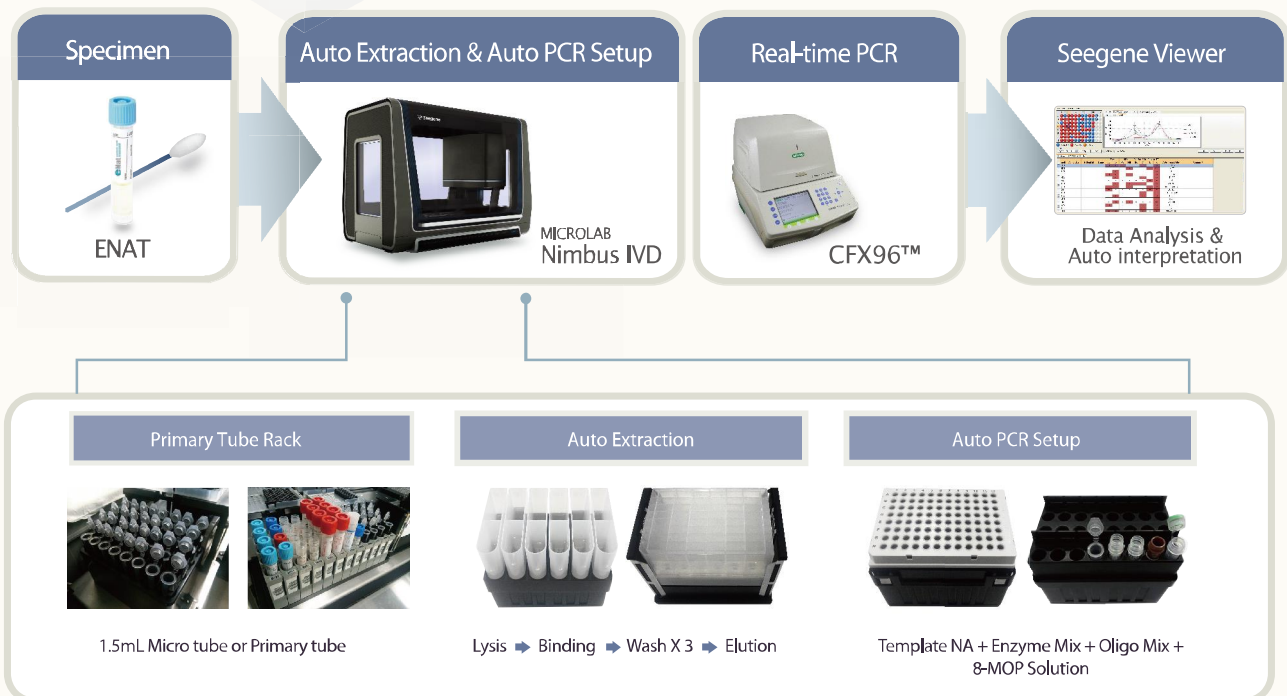 Specimen
Auto Extraction & Auto PCR Setup
Real-time PCR
Seegene Viewer
ENAT
MICROLAB
Nimbus IVD
CFX96™
Data Analysis &
Auto interpretation
Primary Tube Rack
Auto Extraction
Auto PCR Setup
1.5mL Micro tube or Primary tube
Lysis ➡ Binding ➡ Wash X 3 ➡ Elution
Template NA + Enzyme Mix + Oligo Mix +
8-MOP Solution